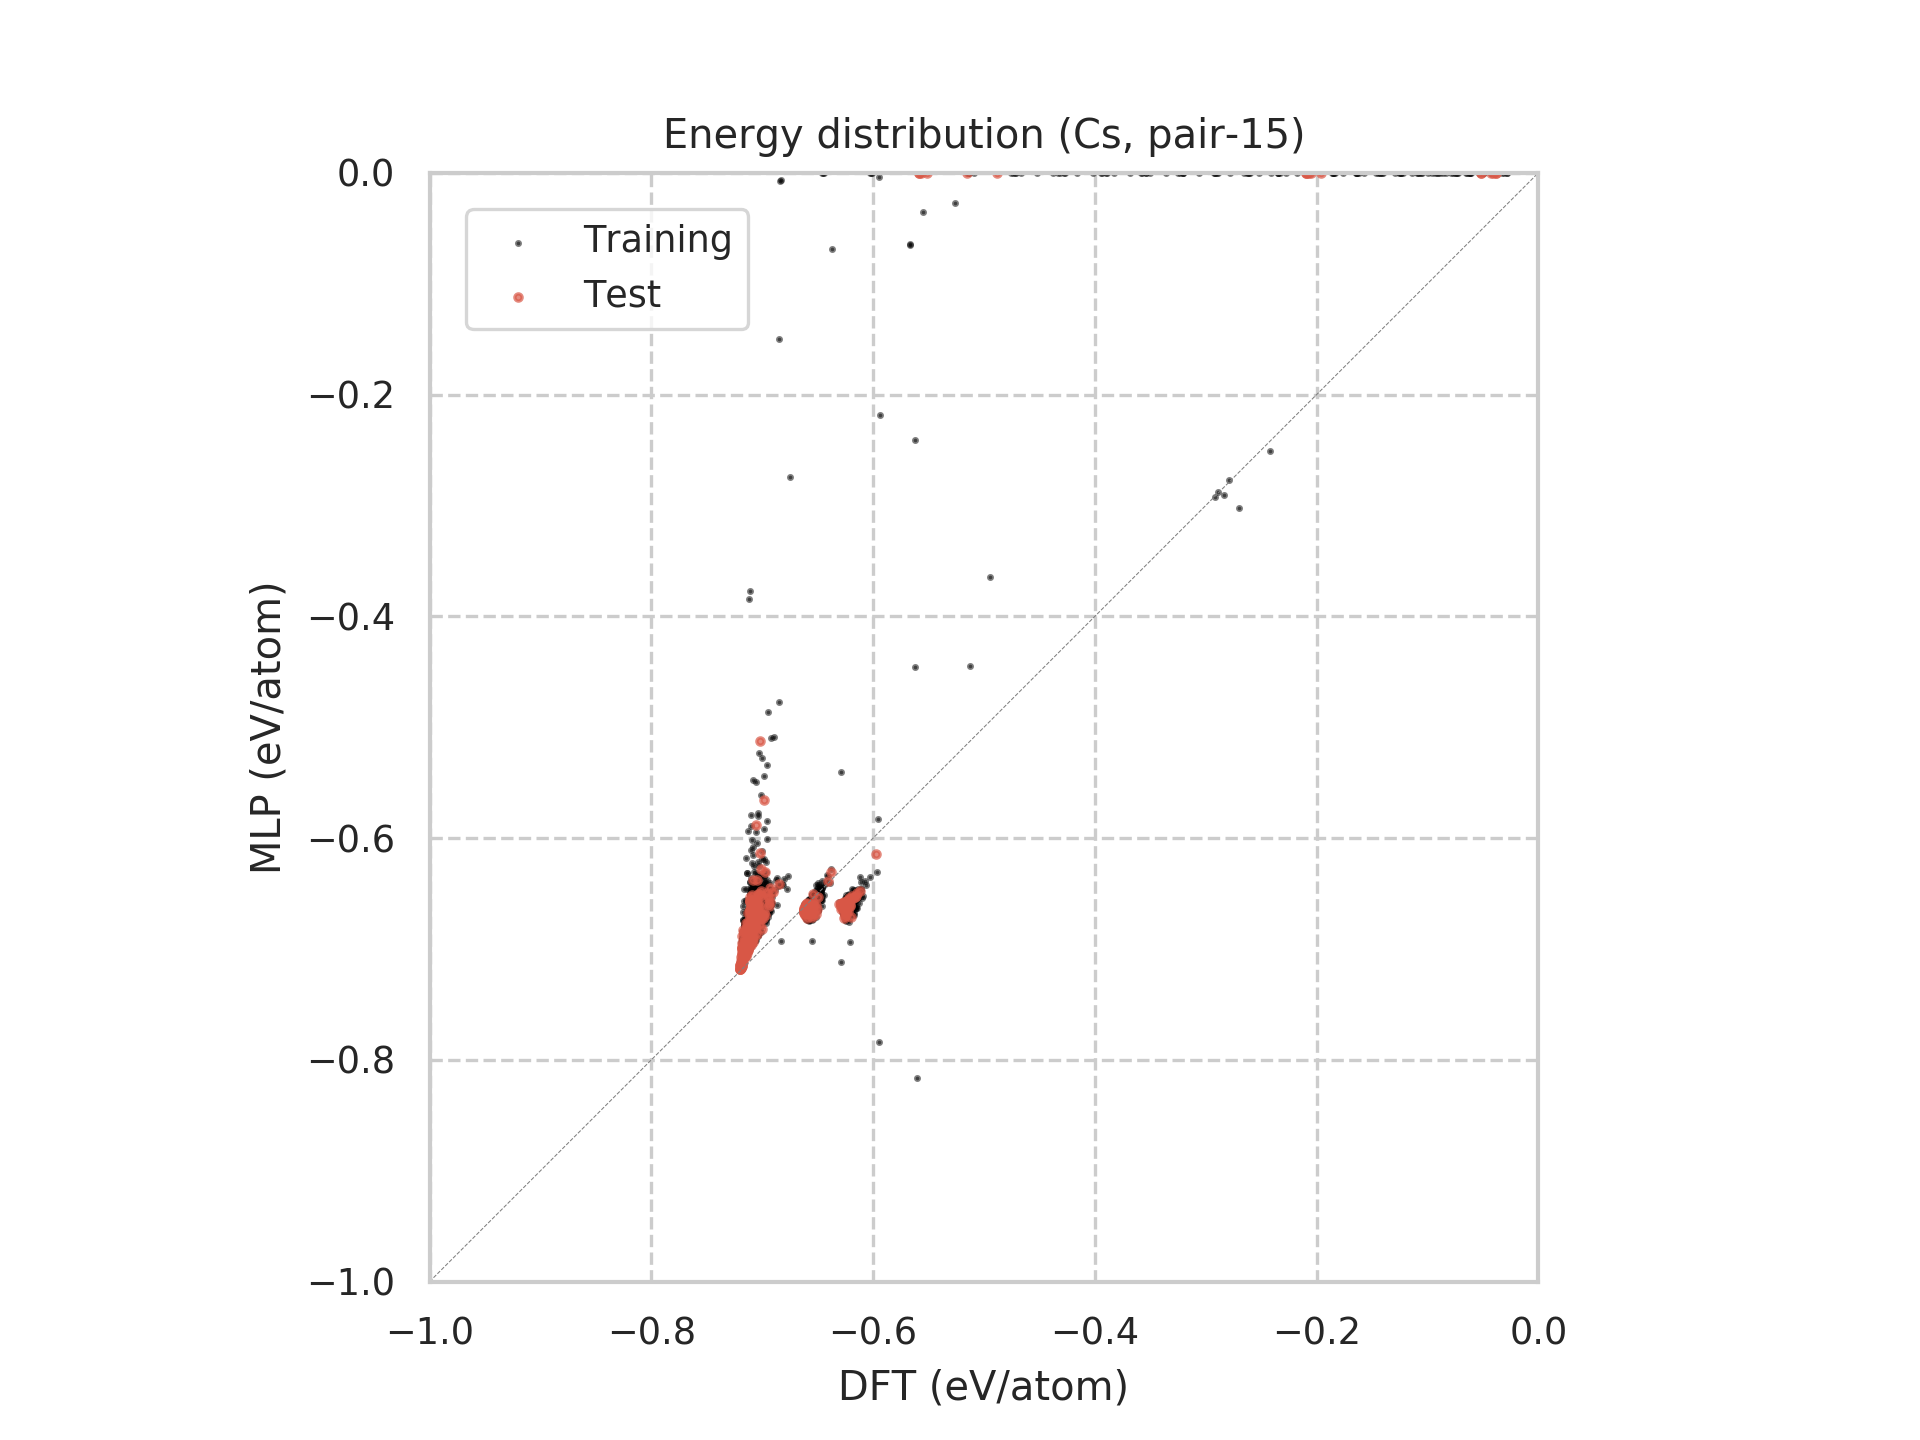 Energy distribution (Cs, pair-15)
0.0
−0.2
−0.4
−0.6
−0.8
−1.0
MLP (eV/atom)
Training
Test
−1.0 −0.8 −0.6 −0.4 −0.2 0.0
DFT (eV/atom)